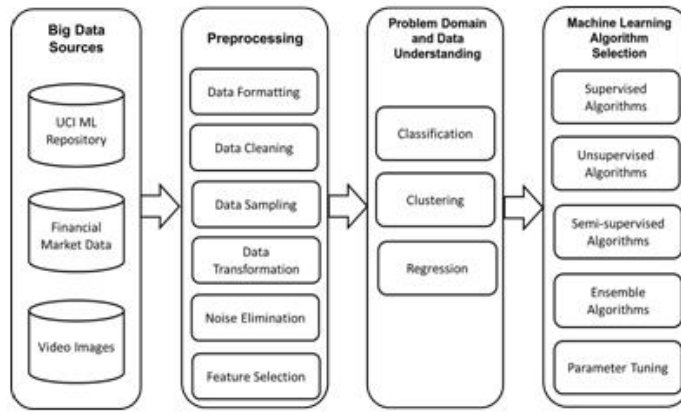 Big Data
Sources
UCI ML
Repository
Financial
Market Data
Video Images
Preprocessing
Data Formatting
Data Cleaning
Data Sampling
Data
Transformation
Noise Elimination
Feature Selection
Problem Domain
and Data
Understanding
Classification
Clustering
Regression
Machine Learning
Algorithm
Selection
Supervised
Algorithms
Unsupervised
Algorithms
Semi-supervised
Algorithms
Ensemble
Algorithms
Parameter Tuning